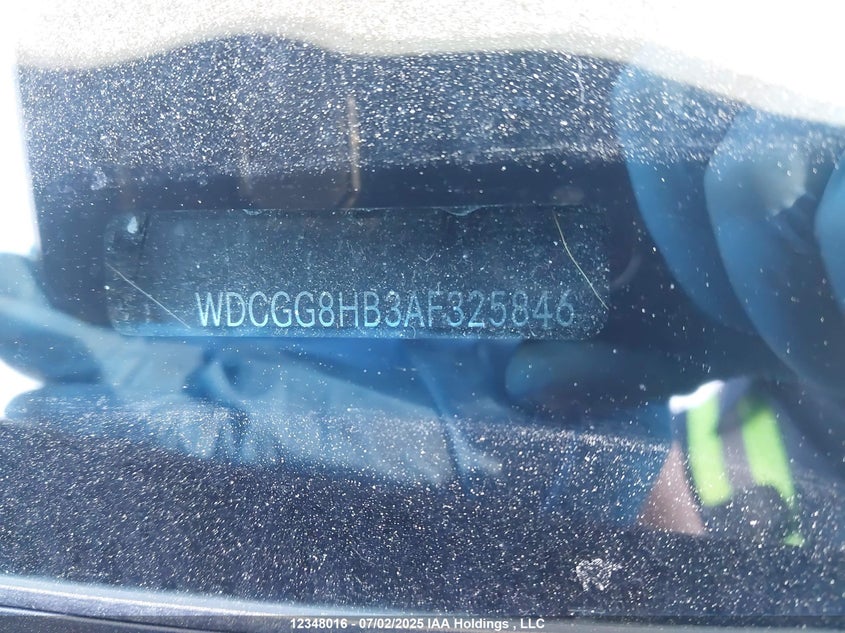 WDCGG8HB3AF325846
12348016 - 07/02/2025 IAA Holdings , LLC